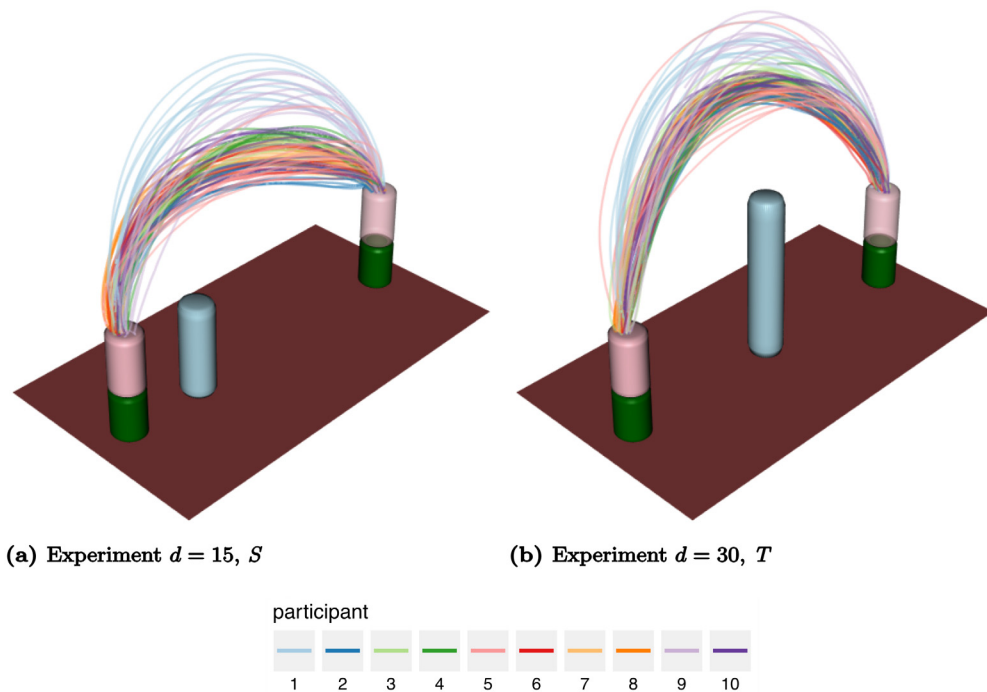 (a) Experiment d = 15, S
(b) Experiment d = 30, T
participant
1 2 3 4 5 6 7 8 9 10